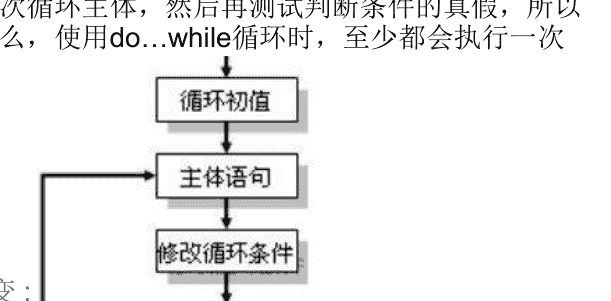 次循环主体，然后再测试判断条件的真假，所以
么，使用do…while循环时，至少都会执行一次
循环初值
主体语句
修改循环条件
变：